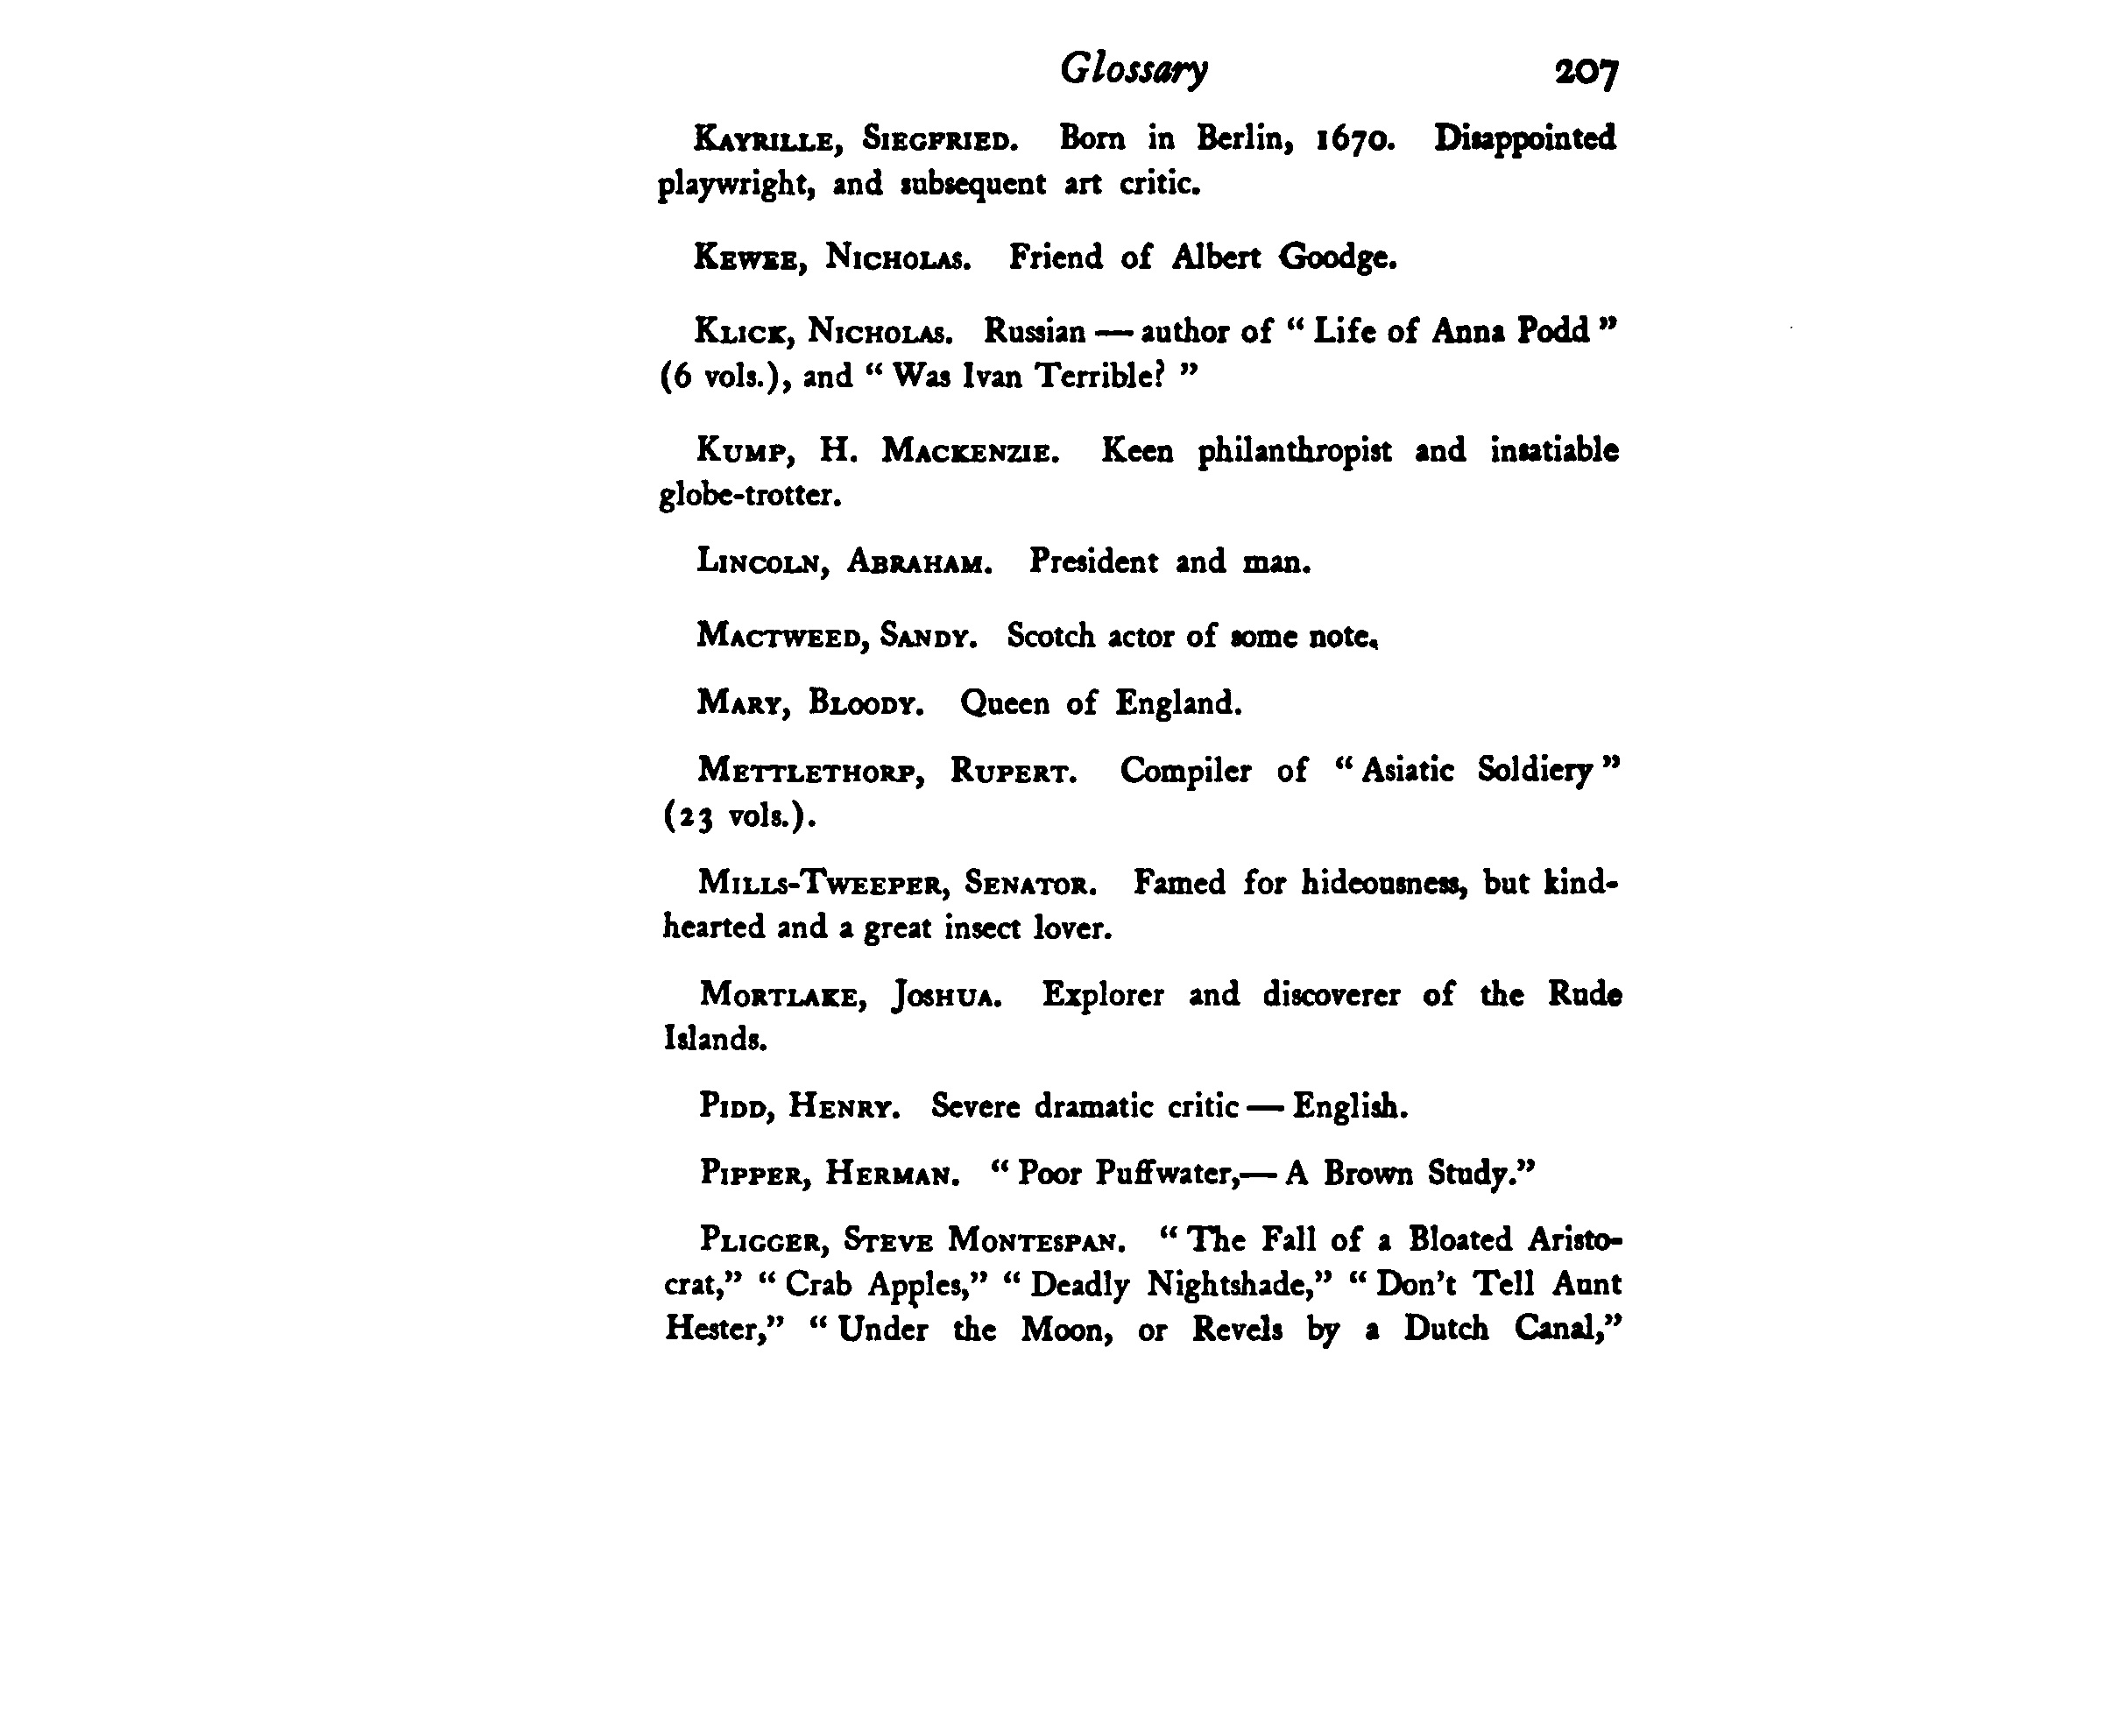 Glossary 207
KAYRILLE, SIEGFRIED. Born in Berlin, 1670. Disappointed
playwright, and subsequent art critic.
KEWEE, NICHOLAS. Friend of Albert Goodge.
KLICK, NICHOLAS. Russian — author of “ Life of Anna Podd ”
(6 vols.), and “ Was Ivan Terrible? ”
KUMP, H. MACKENZIE. Keen philanthropist and insatiable
globe-trotter.
LINCOLN, ABRAHAM. President and man.
MACTWEED, SANDY. Scotch actor of some note.
MARY, BLOODY. Queen of England.
METTLETHORP, RUPERT. Compiler of “ Asiatic Soldiery ”
(23 vols.).
MILLS-TWEEPER, SENATOR. Famed for hideousness, but kind-
hearted and a great insect lover.
MORTLAKE, JOSHUA. Explorer and discoverer of the Rude
Islands.
PIDD, HENRY. Severe dramatic critic — English.
PIPPER, HERMAN. “ Poor Puffwater,— A Brown Study.”
PLIGGER, STEVE MONTESPAN. “ The Fall of a Bloated Aristo-
crat,” “ Crab Apples,” “ Deadly Nightshade,” “ Don't Tell Aunt
Hester,” “ Under the Moon, or Revels by a Dutch Canal,”